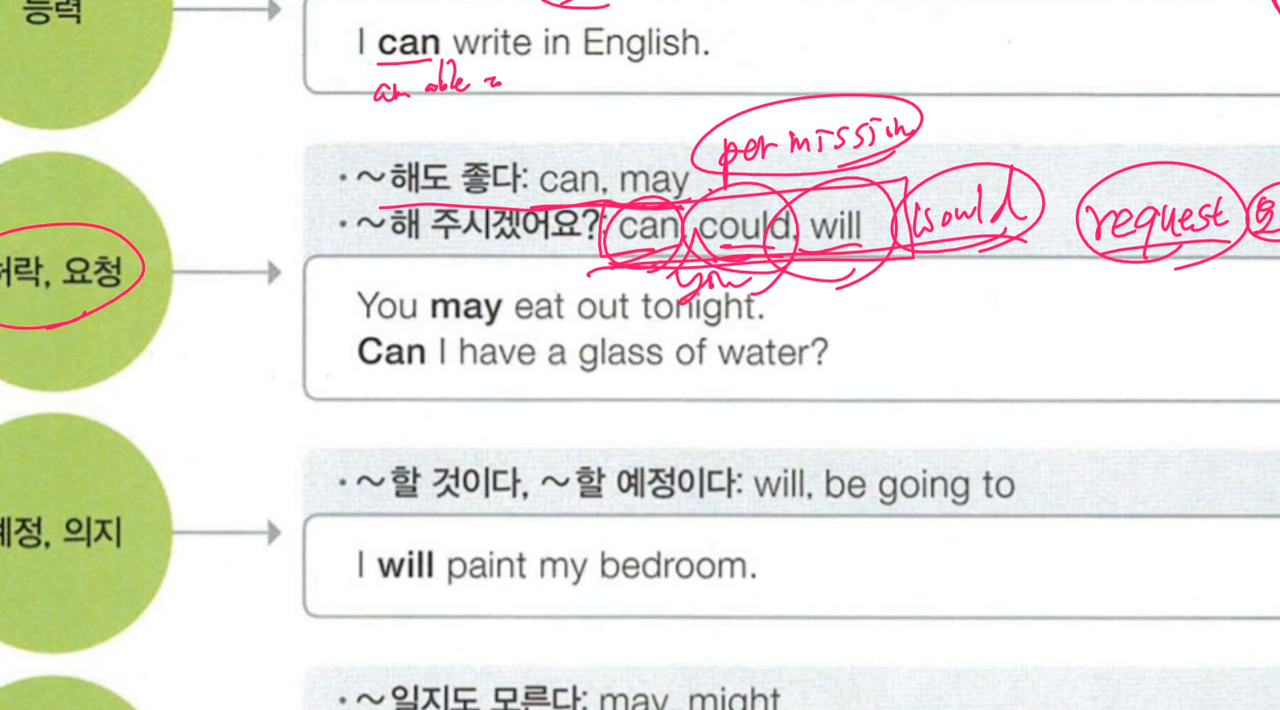 능력
I can write in English.
am able
permission
· ~해도 좋다: can, may
· ~해 주시겠어요?: can, could, will would request
you
허락, 요청
You may eat out tonight.
Can I have a glass of water?
· ~할 것이다, ~할 예정이다: will, be going to
예정, 의지
I will paint my bedroom.
· ~일지도 모른다: may, might